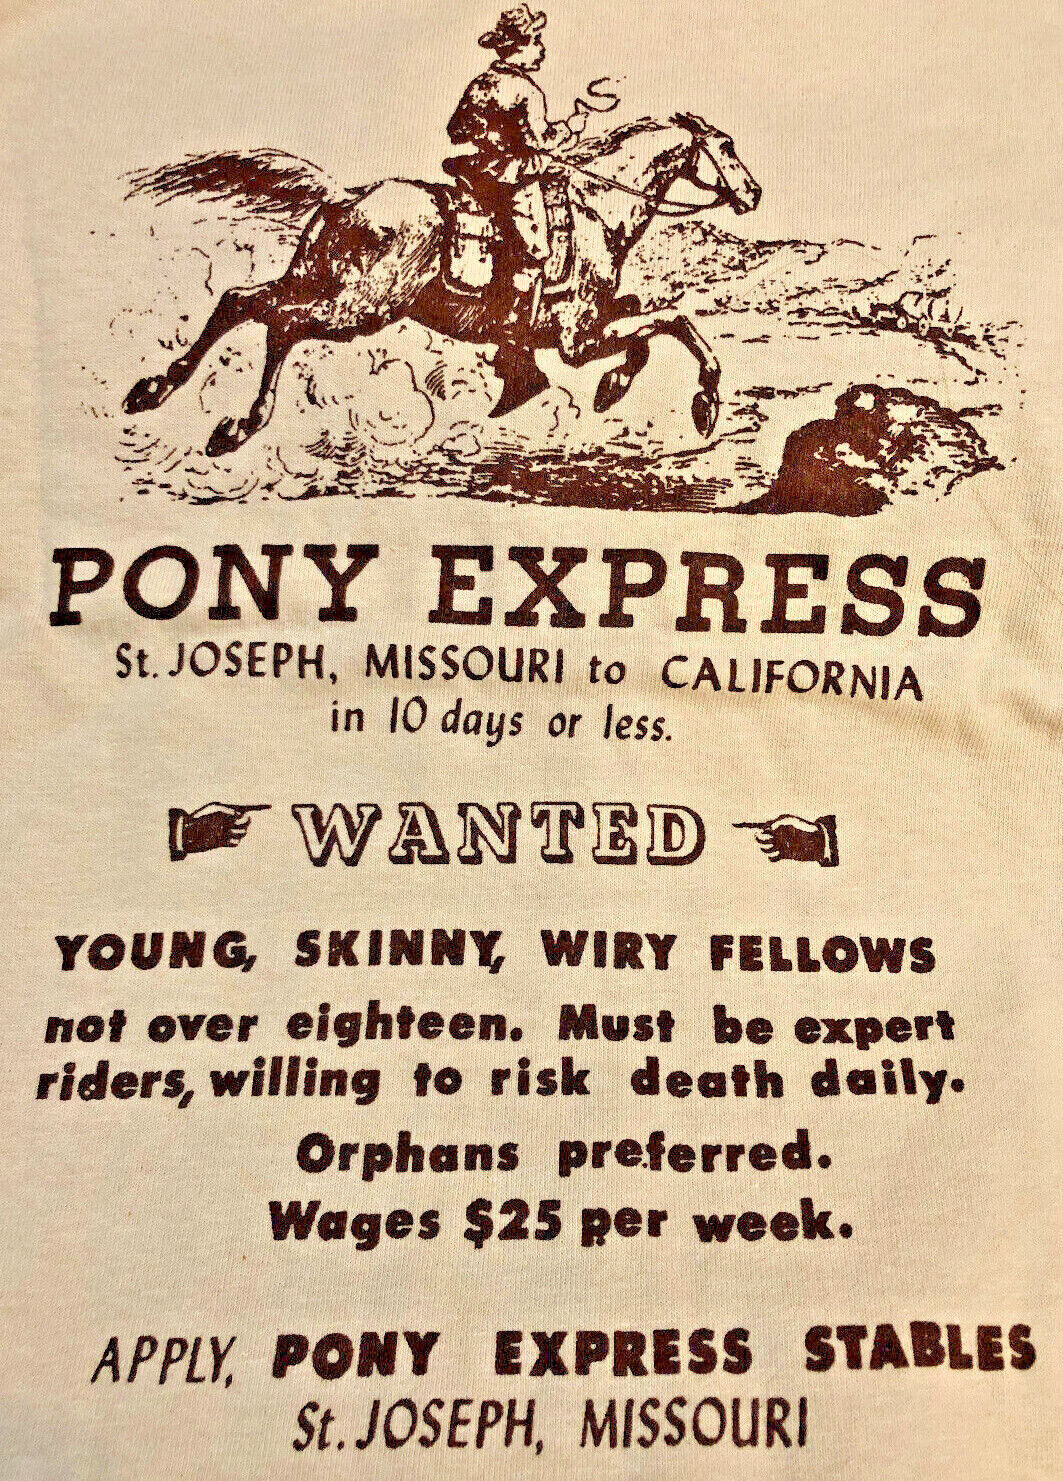 PONY EXPRESS
St. JOSEPH, MISSOURI to CALIFORNIA
in 10 days or less.
WANTED
YOUNG, SKINNY, WIRY FELLOWS
not over eighteen. Must be expert
riders, willing to risk death daily.
Orphans preferred.
Wages $25 per week.
APPLY, PONY EXPRESS STABLES
St. JOSEPH, MISSOURI